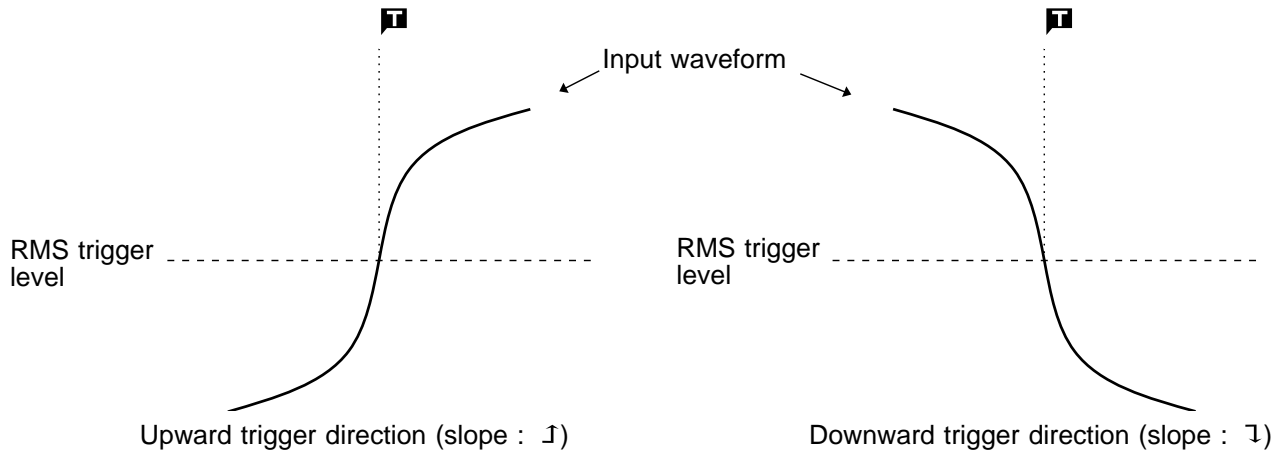 T
T
Input waveform
RMS trigger
level
RMS trigger
level
Upward trigger direction (slope : ↥)
Downward trigger direction (slope : ↧)